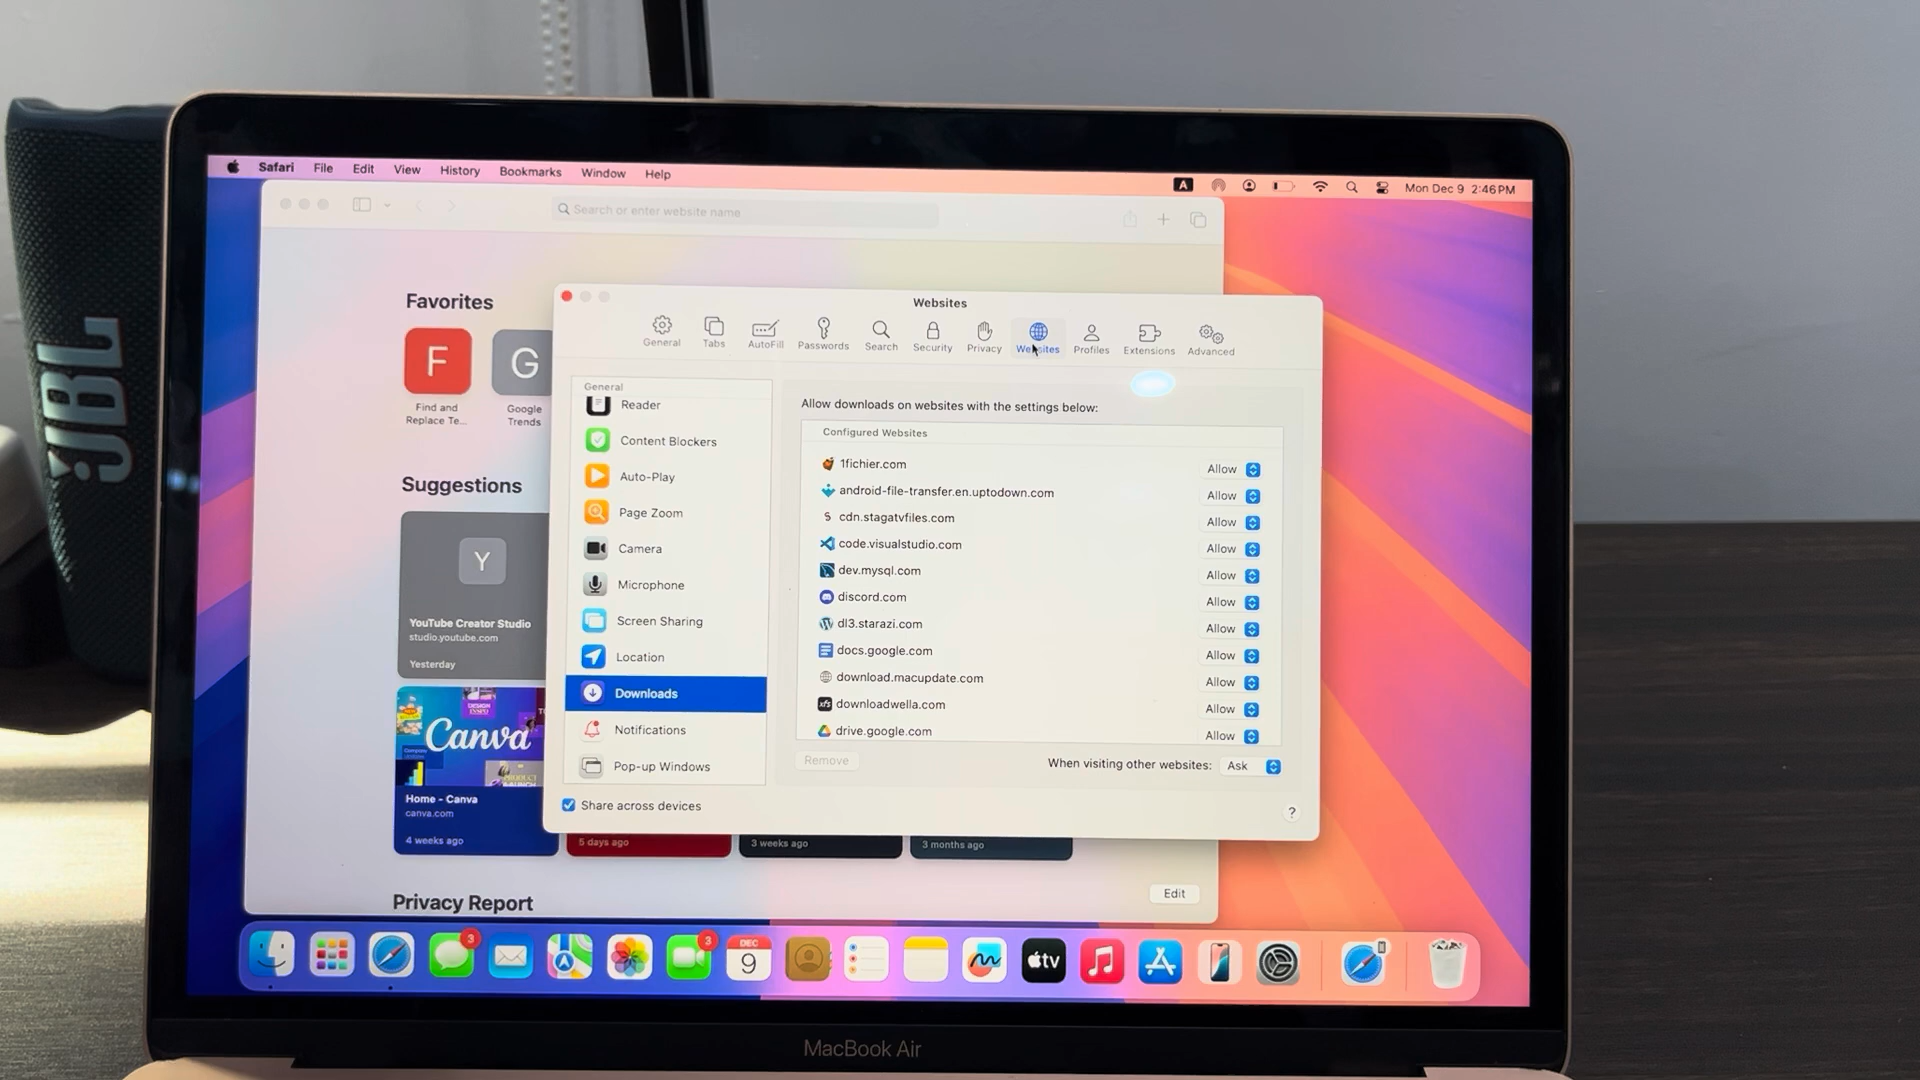 JBL
Safari File Edit View History Bookmarks Window Help
A
Mon Dec 9 2:46 PM
Search or enter website name
Favorites
F
Find and
Replace Te...
G
Google
Trends
Suggestions
Y
YouTube Creator Studio
studio.youtube.com
Yesterday
Canva
Home - Canva
canva.com
4 weeks ago
5 days ago
3 weeks ago
3 months ago
Privacy Report
Edit
Websites
General Tabs AutoFill Passwords Search Security Privacy Websites Profiles Extensions Advanced
General
Reader
Content Blockers
Auto-Play
Page Zoom
Camera
Microphone
Screen Sharing
Location
Downloads
Notifications
Pop-up Windows
Share across devices
Allow downloads on websites with the settings below:
Configured Websites
1fichier.com Allow
android-file-transfer.en.uptodown.com Allow
cdn.stagatvfiles.com Allow
code.visualstudio.com Allow
dev.mysql.com Allow
discord.com Allow
dl3.starazi.com Allow
docs.google.com Allow
download.macupdate.com Allow
xfs downloadwella.com Allow
drive.google.com Allow
Remove
When visiting other websites: Ask
?
3
3
DEC
9
tv
MacBook Air